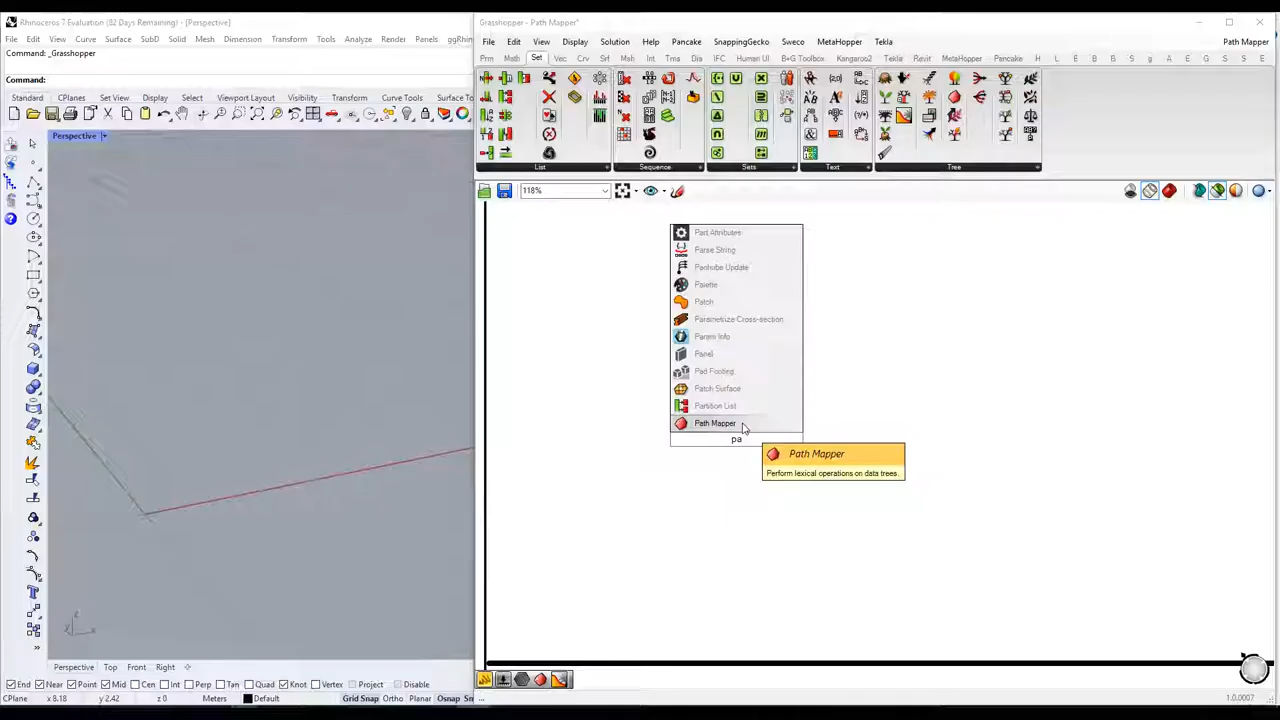 Rhinoceros 7 Evaluation (82 Days Remaining) - [Perspective]
File Edit View Curve Surface SubD Solid Mesh Dimension Transform Tools Analyze Render Panels ggRhin
Command: _Grasshopper
Command:
Standard CPlanes Set View Display Select Viewport Layout Visibility Transform Curve Tools Surface To
Perspective
z
x
Perspective Top Front Right
End Near Point Mid Cen Int Perp Tan Quad Knot Vertex Project Disable
CPlane x 8.18 y 2.42 z 0 Meters Default Grid Snap Ortho Planar Osnap Sn
Grasshopper - Path Mapper*
File Edit View Display Solution Help Pancake SnappingGecko Sweco MetaHopper Tekla Path Mapper
Prm Math Set Vec Crv Srf Msh Int Trns Dis IFC Human UI B+G Toolbox Kangaroo2 Tekla Revit MetaHopper Pancake H L E B S g A E G S S E
List Sequence Sets Text Tree
118%
Part Attributes
Parse String
Panhobe Update
Palette
Patch
Parametrize Cross-section
Param Info
Panel
Pad Footing
Patch Surface
Partition List
Path Mapper
pa
Path Mapper
Perform lexical operations on data trees.
...
1.0.0007